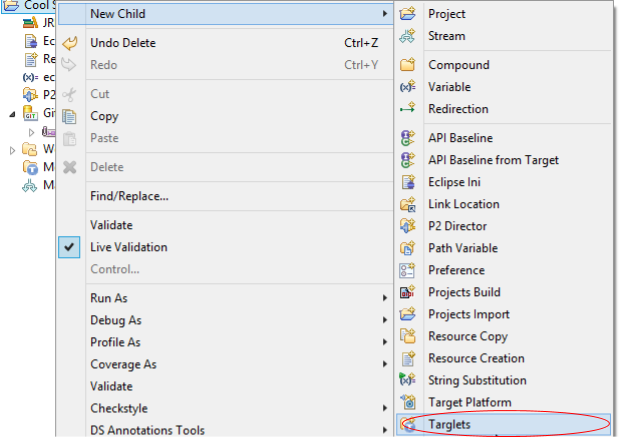 Cool S
JR
Ec
Re
(x)= ec
P2
Gi
W
M
M
New Child
Undo Delete Ctrl+Z
Redo Ctrl+Y
Cut
Copy
Paste
Delete
Find/Replace...
Validate
Live Validation
Control...
Run As
Debug As
Profile As
Coverage As
Validate
Checkstyle
DS Annotations Tools
Project
Stream
Compound
Variable
Redirection
API Baseline
API Baseline from Target
Eclipse Ini
Link Location
P2 Director
Path Variable
Preference
Projects Build
Projects Import
Resource Copy
Resource Creation
String Substitution
Target Platform
Targlets